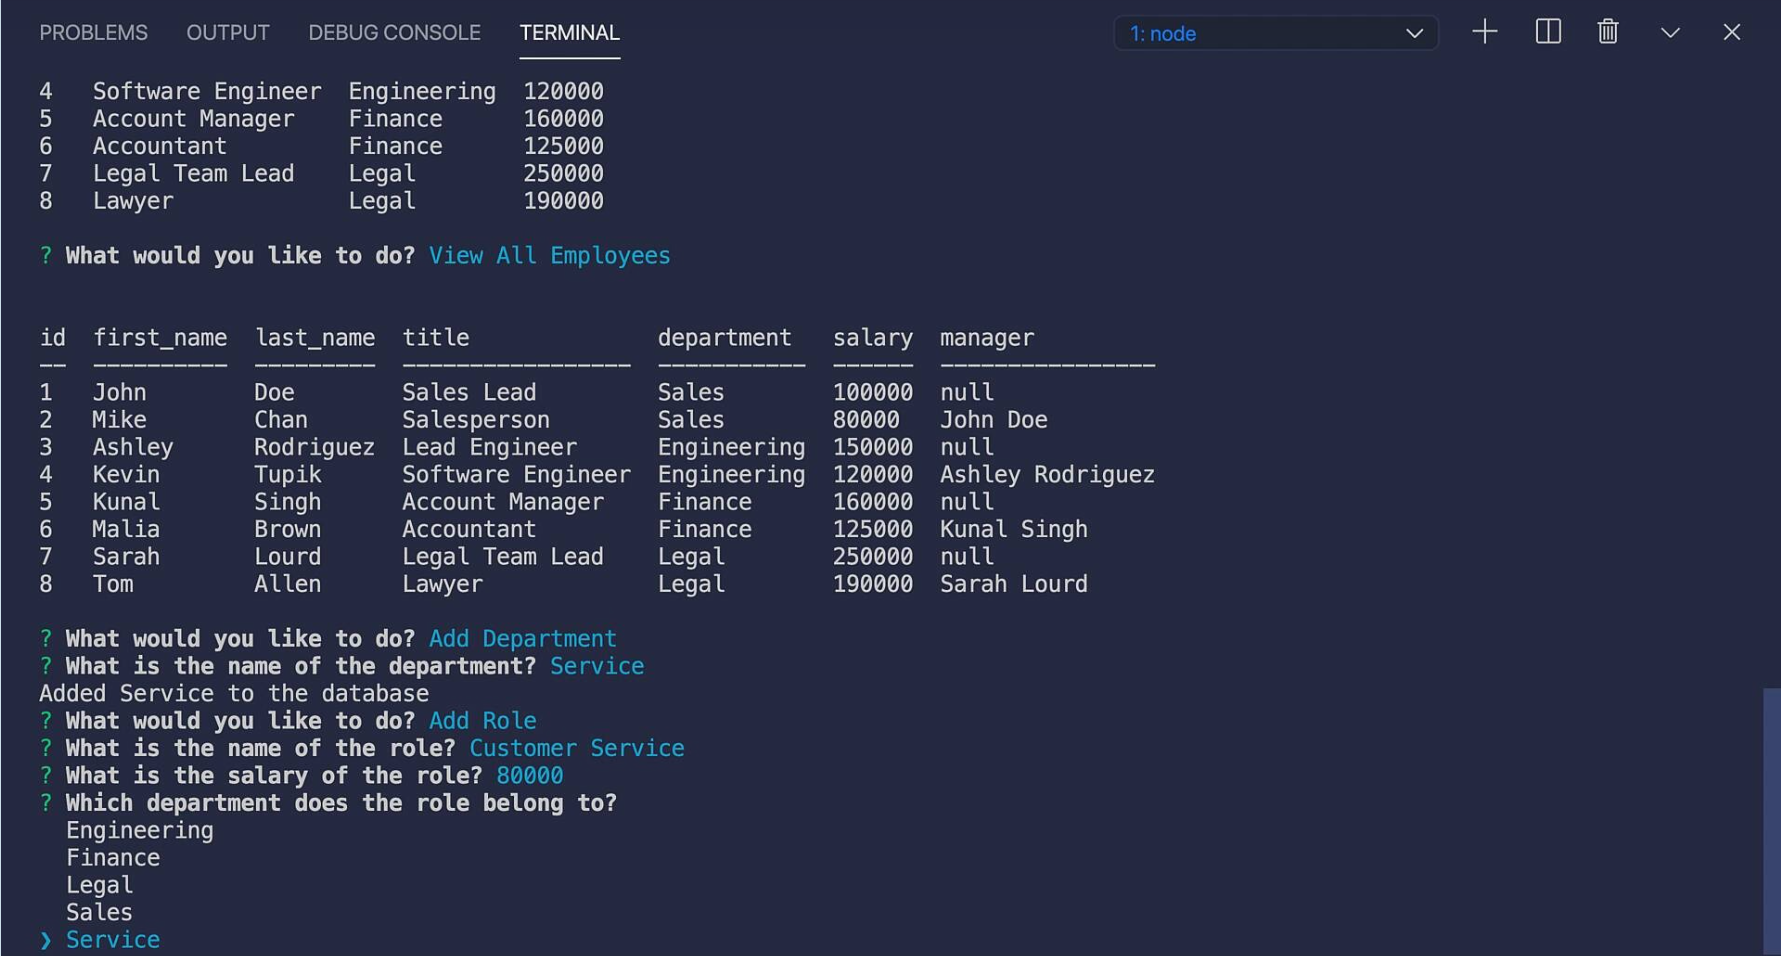 PROBLEMS OUTPUT DEBUG CONSOLE TERMINAL 1: node
4 Software Engineer Engineering 120000
5 Account Manager Finance 160000
6 Accountant Finance 125000
7 Legal Team Lead Legal 250000
8 Lawyer Legal 190000
? What would you like to do? View All Employees
id first_name last_name title department salary manager
-- ---------- --------- ----------------- ----------- ------ ----------------
1 John Doe Sales Lead Sales 100000 null
2 Mike Chan Salesperson Sales 80000 John Doe
3 Ashley Rodriguez Lead Engineer Engineering 150000 null
4 Kevin Tupik Software Engineer Engineering 120000 Ashley Rodriguez
5 Kunal Singh Account Manager Finance 160000 null
6 Malia Brown Accountant Finance 125000 Kunal Singh
7 Sarah Lourd Legal Team Lead Legal 250000 null
8 Tom Allen Lawyer Legal 190000 Sarah Lourd
? What would you like to do? Add Department
? What is the name of the department? Service
Added Service to the database
? What would you like to do? Add Role
? What is the name of the role? Customer Service
? What is the salary of the role? 80000
? Which department does the role belong to?
Engineering
Finance
Legal
Sales
❯ Service